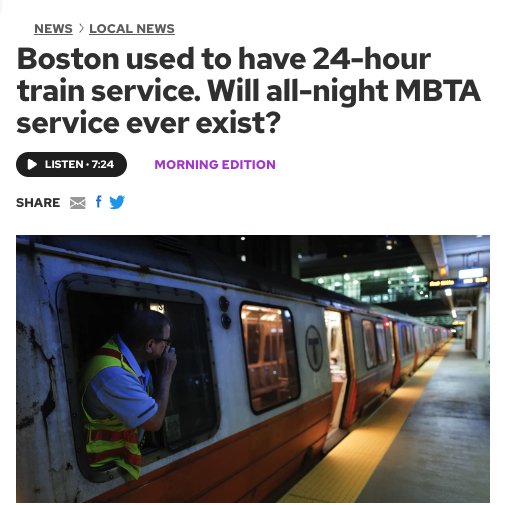 NEWS > LOCAL NEWS
Boston used to have 24-hour
train service. Will all-night MBTA
service ever exist?
LISTEN • 7:24
MORNING EDITION
SHARE
T